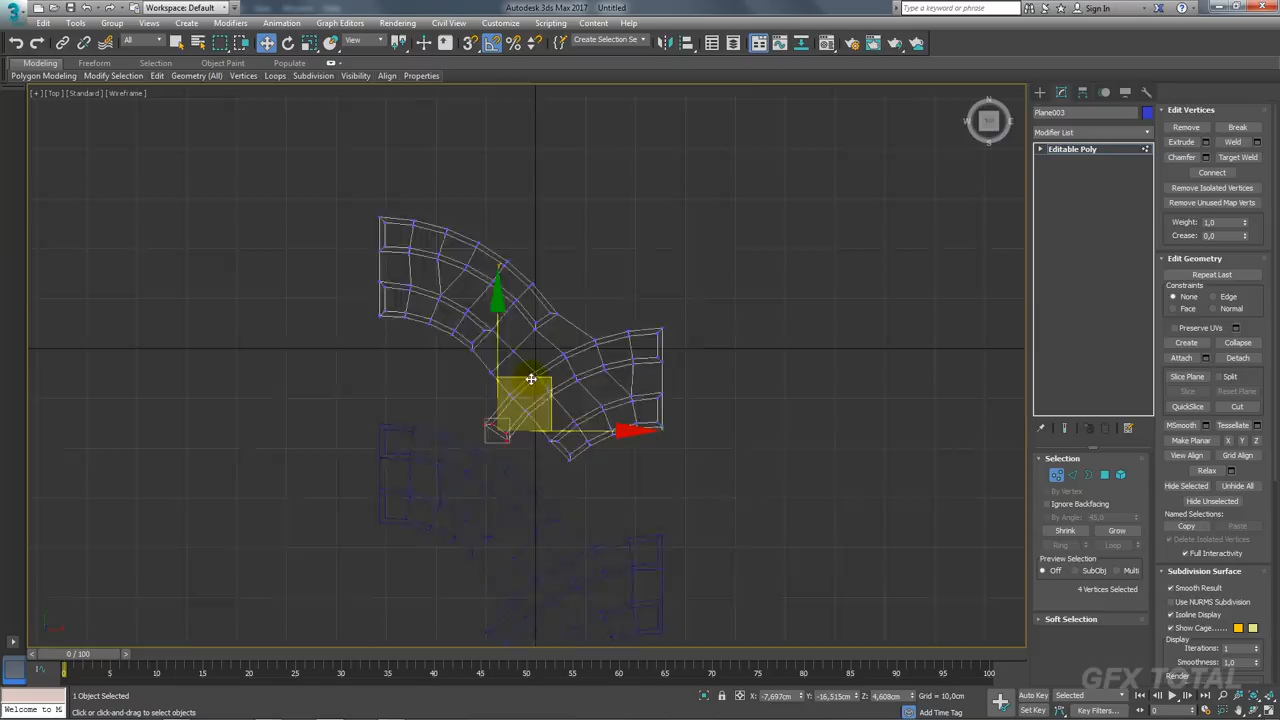 Autodesk 3ds Max 2017 Untitled
Workspace: Default
Type a keyword or phrase
Sign In
Edit Tools Group Views Create Modifiers Animation Graph Editors Rendering Civil View Customize Scripting Content Help
All View Create Selection Se
Modeling Freeform Selection Object Paint Populate
Polygon Modeling Modify Selection Edit Geometry (All) Vertices Loops Subdivision Visibility Align Properties
[ + ] [Top ] [Standard ] [Wireframe ]
N
W E
S
Plane003
Modifier List
Editable Poly
Edit Vertices
Remove Break
Extrude Weld
Chamfer Target Weld
Connect
Remove Isolated Vertices
Remove Unused Map Verts
Weight: 1,0
Crease: 0,0
Edit Geometry
Repeat Last
Constraints
None Edge
Face Normal
Preserve UVs
Create Collapse
Attach Detach
Slice Plane Split
Slice Reset Plane
QuickSlice Cut
MSmooth Tessellate
Make Planar X Y Z
View Align Grid Align
Relax
Hide Selected Unhide All
Hide Unselected
Named Selections:
Copy Paste
Delete Isolated Vertices
Full Interactivity
Selection
By Vertex
Ignore Backfacing
By Angle: 45,0
Shrink Grow
Ring Loop
Preview Selection
Off SubObj Multi
4 Vertices Selected
Soft Selection
Subdivision Surface
Smooth Result
Use NURMS Subdivision
Isoline Display
Show Cage......
Display
Iterations: 1
Smoothness: 1,0
Render
0 / 100
0 5 10 15 20 25 30 35 40 45 50 55 60 65 70 75 80 85 90 95 100
1 Object Selected
Click or click-and-drag to select objects
Welcome to M
X: -7,697cm Y: -16,515cm Z: 4,608cm Grid = 10,0cm
Add Time Tag
Auto Key Selected
Set Key Key Filters...
0
GFX TOTAL